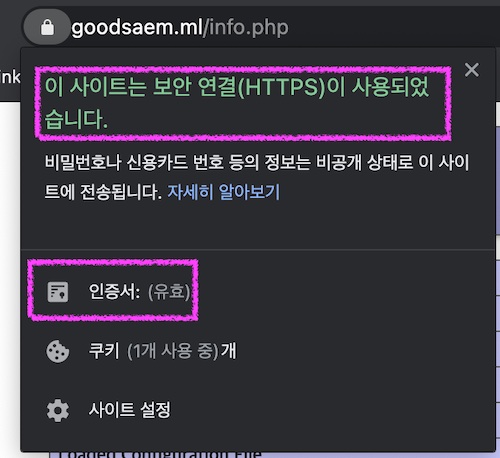 goodsaem.ml/info.php
ink
이 사이트는 보안 연결(HTTPS)이 사용되었
습니다.
비밀번호나 신용카드 번호 등의 정보는 비공개 상태로 이 사이
트에 전송됩니다. 자세히 알아보기
인증서: (유효)
쿠키 (1개 사용 중)개
사이트 설정
Loaded Configuration File